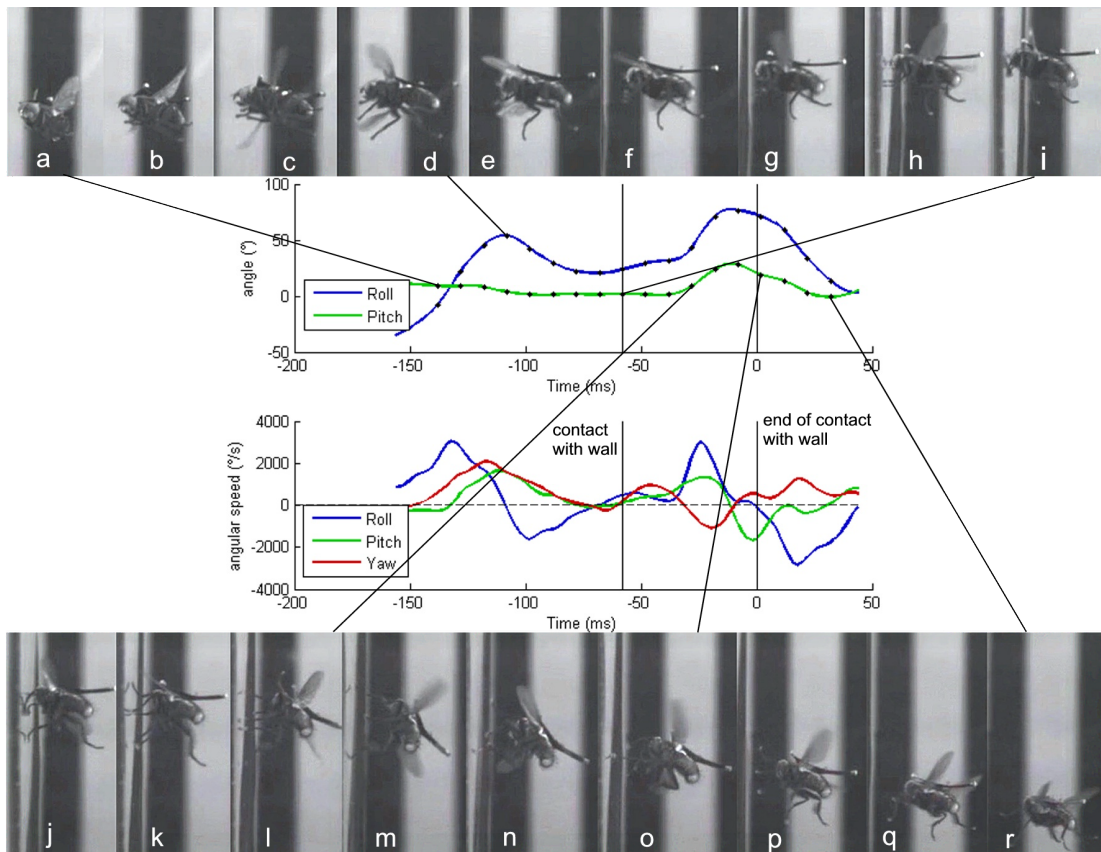 a b c d e f g h i
100
50
0
-50
angle (°)
Roll
Pitch
-200 -150 -100 -50 0 50
Time (ms)
4000
2000
0
-2000
-4000
angular speed (°/s)
contact
with wall
end of contact
with wall
Roll
Pitch
Yaw
-200 -150 -100 -50 0 50
Time (ms)
j k l m n o p q r